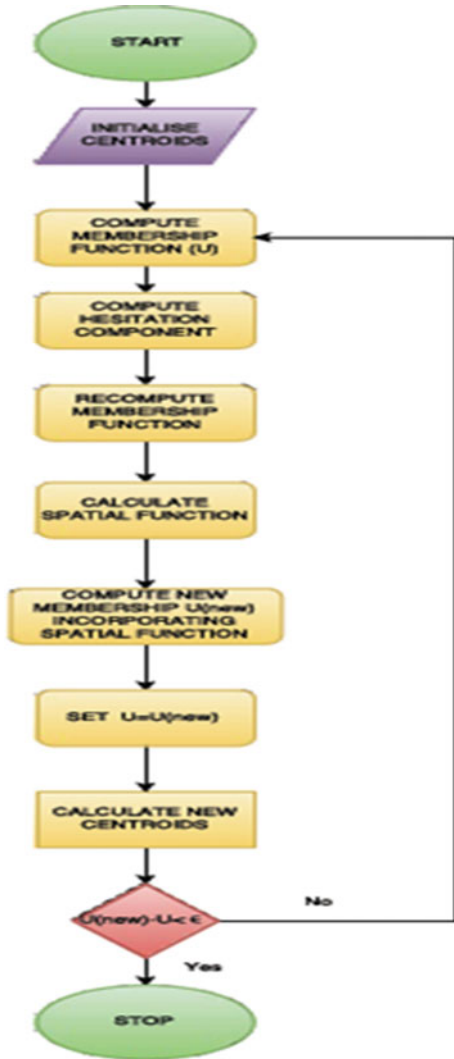 START
INITIALISE
CENTROIDS
COMPUTE
MEMBERSHIP
FUNCTION (U)
COMPUTE
HESITATION
COMPONENT
RECOMPUTE
MEMBERSHIP
FUNCTION
CALCULATE
SPATIAL FUNCTION
COMPUTE NEW
MEMBERSHIP U(new)
INCORPORATING
SPATIAL FUNCTION
SET U=U(new)
CALCULATE NEW
CENTROIDS
U(new)-U< ϵ
No
Yes
STOP